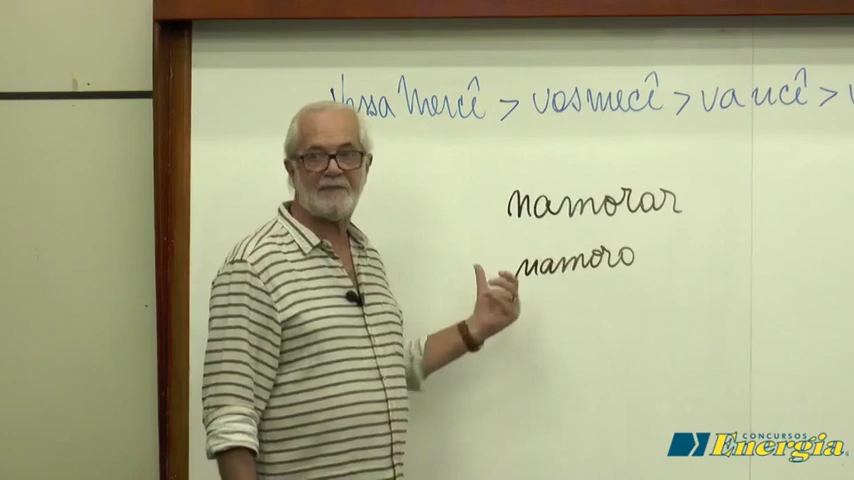 Vossa Mercê > vosmecê > vancê >
namorar
namoro
CONCURSOS
Energia